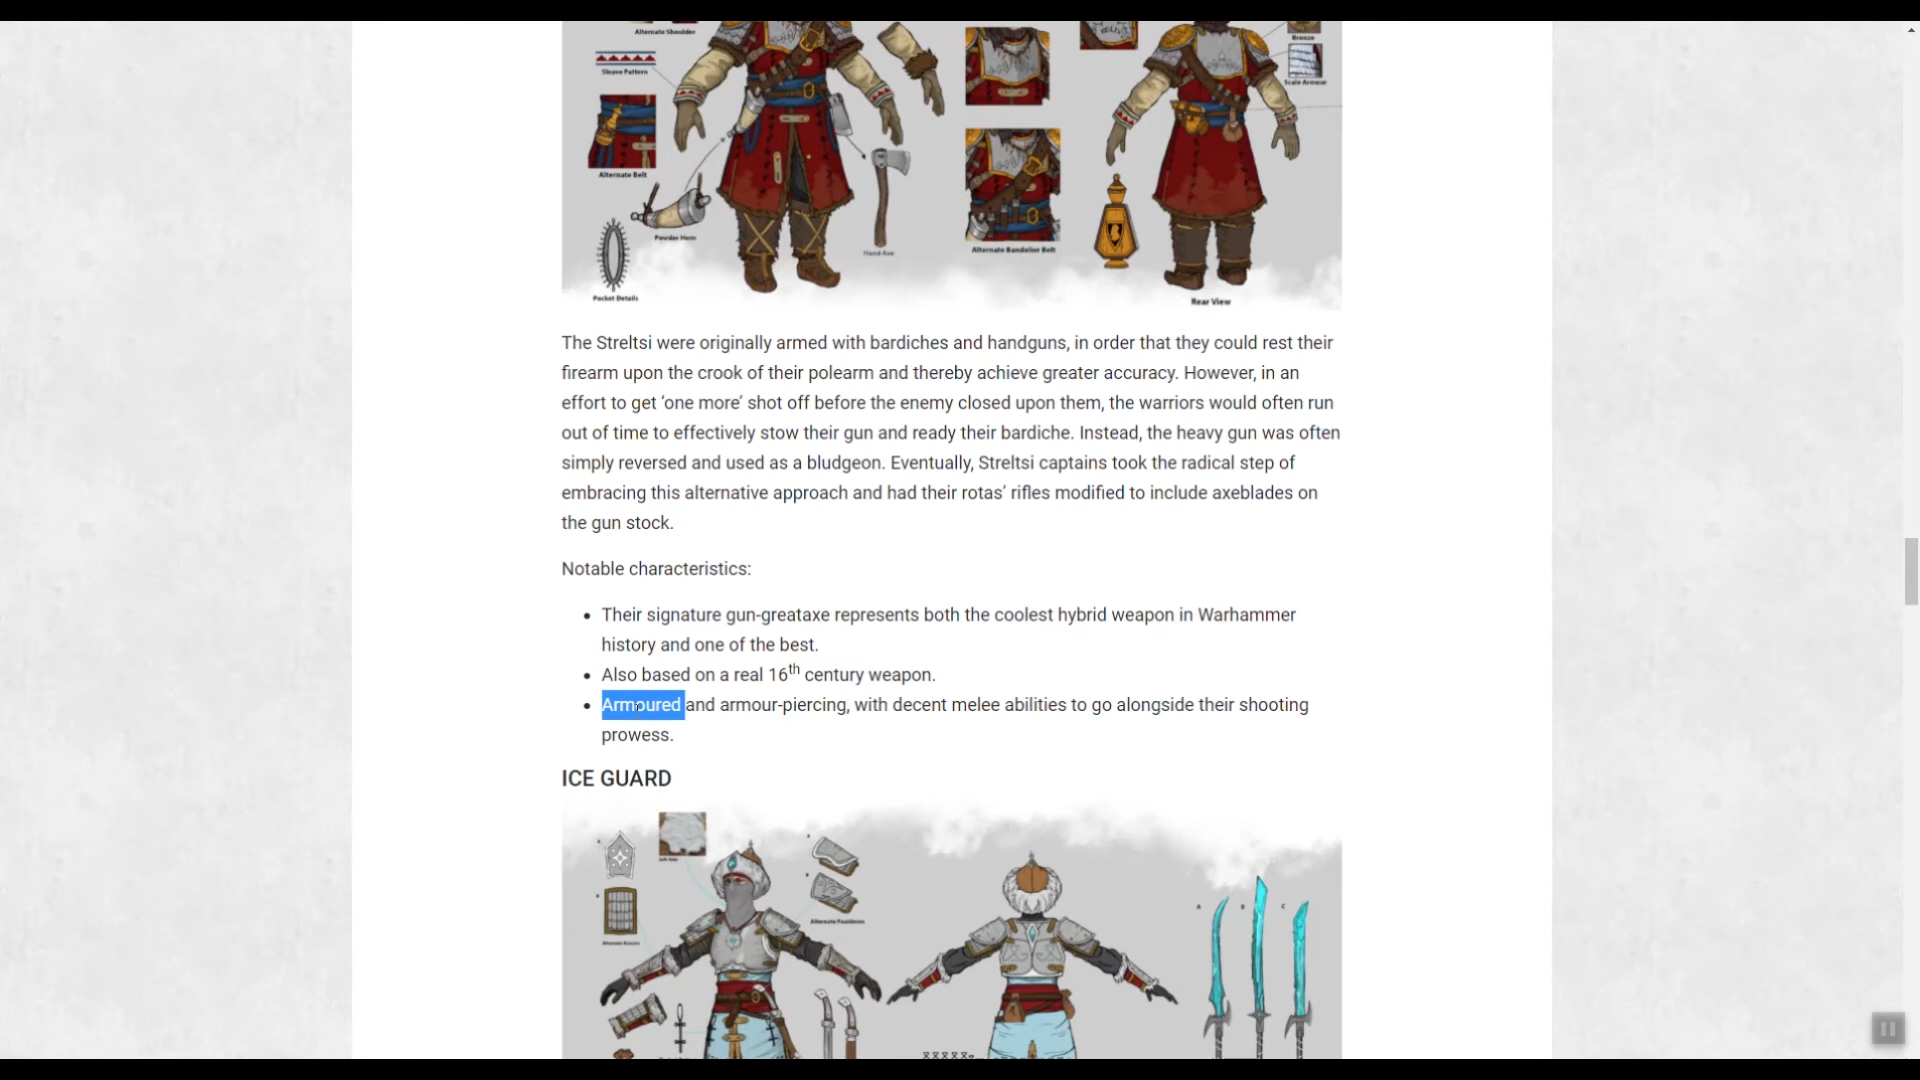 Alternate Shoulder
Sleeve Pattern
Bronze
Scale Armour
Alternate Belt
Powder Horn
Hand Axe
Alternate Bandelier Belt
Pocket Details
Rear View
The Streltsi were originally armed with bardiches and handguns, in order that they could rest their
firearm upon the crook of their polearm and thereby achieve greater accuracy. However, in an
effort to get ‘one more’ shot off before the enemy closed upon them, the warriors would often run
out of time to effectively stow their gun and ready their bardiche. Instead, the heavy gun was often
simply reversed and used as a bludgeon. Eventually, Streltsi captains took the radical step of
embracing this alternative approach and had their rotas’ rifles modified to include axeblades on
the gun stock.
Notable characteristics:
• Their signature gun-greataxe represents both the coolest hybrid weapon in Warhammer
history and one of the best.
• Also based on a real 16th century weapon.
• Armoured and armour-piercing, with decent melee abilities to go alongside their shooting
prowess.
ICE GUARD
A B C
Alternate Pauldrons